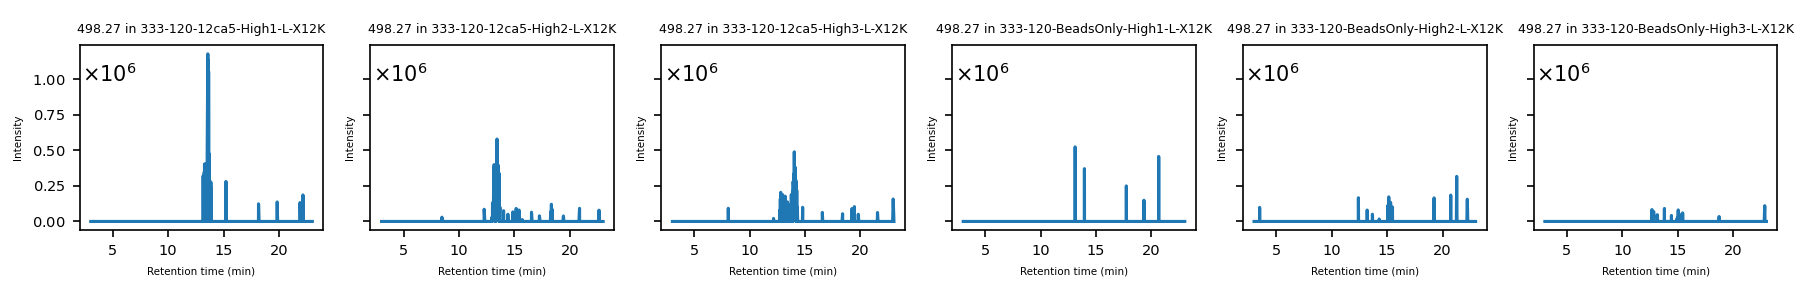 498.27 in 333-120-12ca5-High1-L-X12K
498.27 in 333-120-12ca5-High2-L-X12K
498.27 in 333-120-12ca5-High3-L-X12K
498.27 in 333-120-BeadsOnly-High1-L-X12K
498.27 in 333-120-BeadsOnly-High2-L-X12K
498.27 in 333-120-BeadsOnly-High3-L-X12K
×10⁶
×10⁶
×10⁶
×10⁶
×10⁶
×10⁶
1.00
0.75
0.50
0.25
0.00
Intensity
Intensity
Intensity
Intensity
Intensity
Intensity
5 10 15 20
5 10 15 20
5 10 15 20
5 10 15 20
5 10 15 20
5 10 15 20
Retention time (min)
Retention time (min)
Retention time (min)
Retention time (min)
Retention time (min)
Retention time (min)